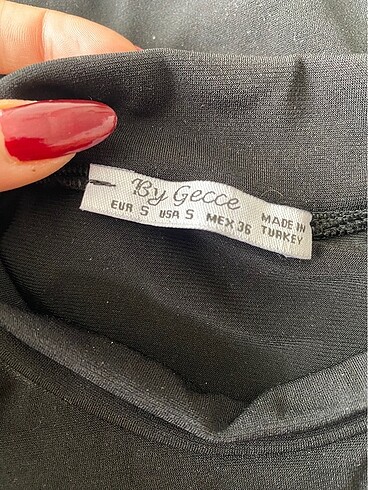 By Gecce
EUR S USA S MEX 36 MADE IN
TURKEY